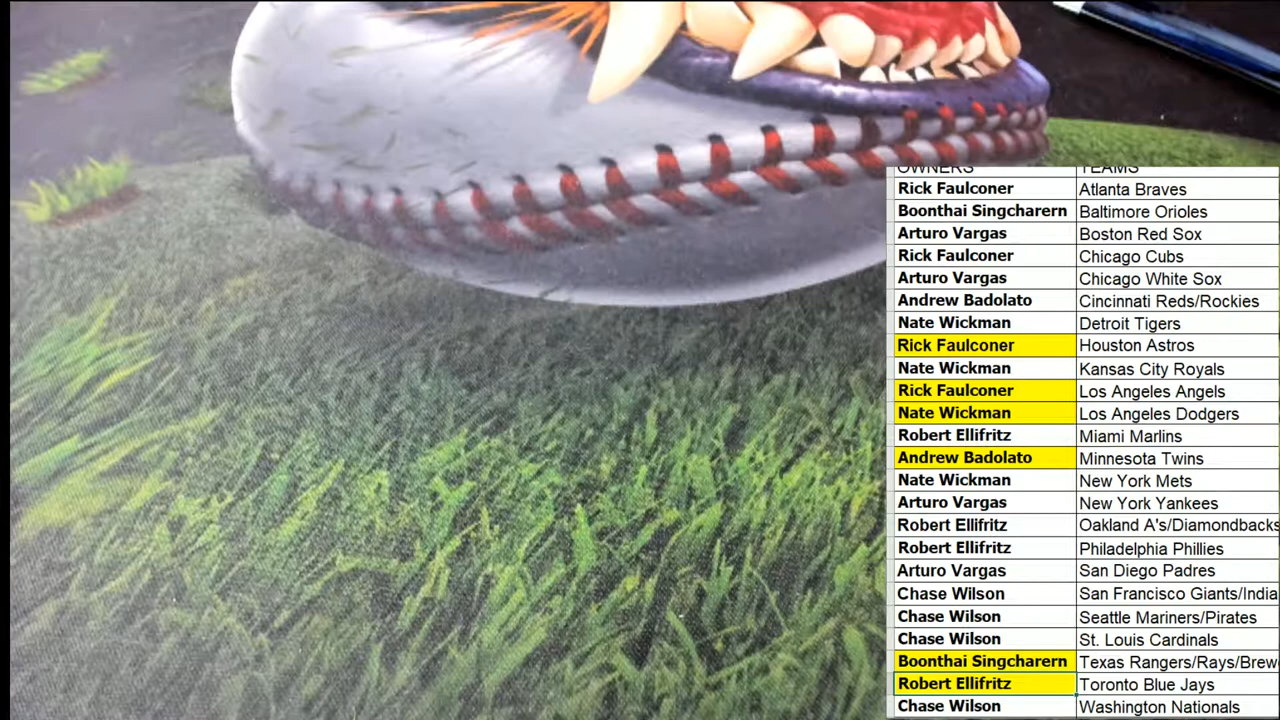 OWNERS TEAMS
Rick Faulconer Atlanta Braves
Boonthai Singcharern Baltimore Orioles
Arturo Vargas Boston Red Sox
Rick Faulconer Chicago Cubs
Arturo Vargas Chicago White Sox
Andrew Badolato Cincinnati Reds/Rockies
Nate Wickman Detroit Tigers
Rick Faulconer Houston Astros
Nate Wickman Kansas City Royals
Rick Faulconer Los Angeles Angels
Nate Wickman Los Angeles Dodgers
Robert Ellifritz Miami Marlins
Andrew Badolato Minnesota Twins
Nate Wickman New York Mets
Arturo Vargas New York Yankees
Robert Ellifritz Oakland A's/Diamondbacks
Robert Ellifritz Philadelphia Phillies
Arturo Vargas San Diego Padres
Chase Wilson San Francisco Giants/India
Chase Wilson Seattle Mariners/Pirates
Chase Wilson St. Louis Cardinals
Boonthai Singcharern Texas Rangers/Rays/Brew
Robert Ellifritz Toronto Blue Jays
Chase Wilson Washington Nationals